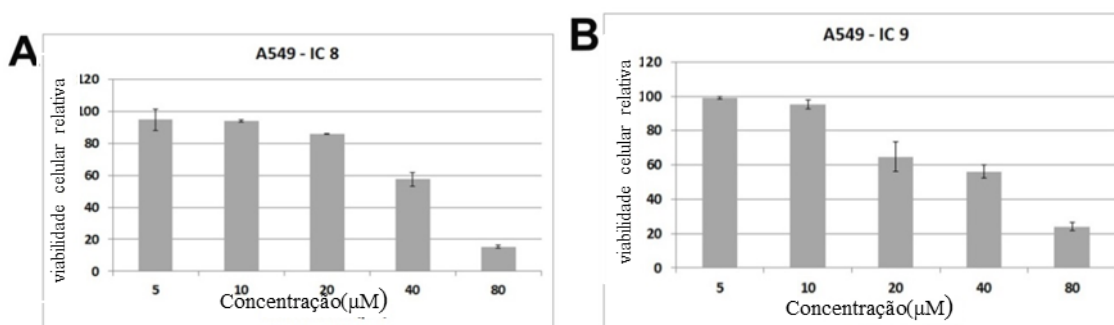 A
A549 - IC 8
viabilidade celular relativa
120
100
80
60
40
20
0
5 10 20 40 80
Concentração(µM)
B
A549 - IC 9
viabilidade celular relativa
120
100
80
60
40
20
0
5 10 20 40 80
Concentração(µM)